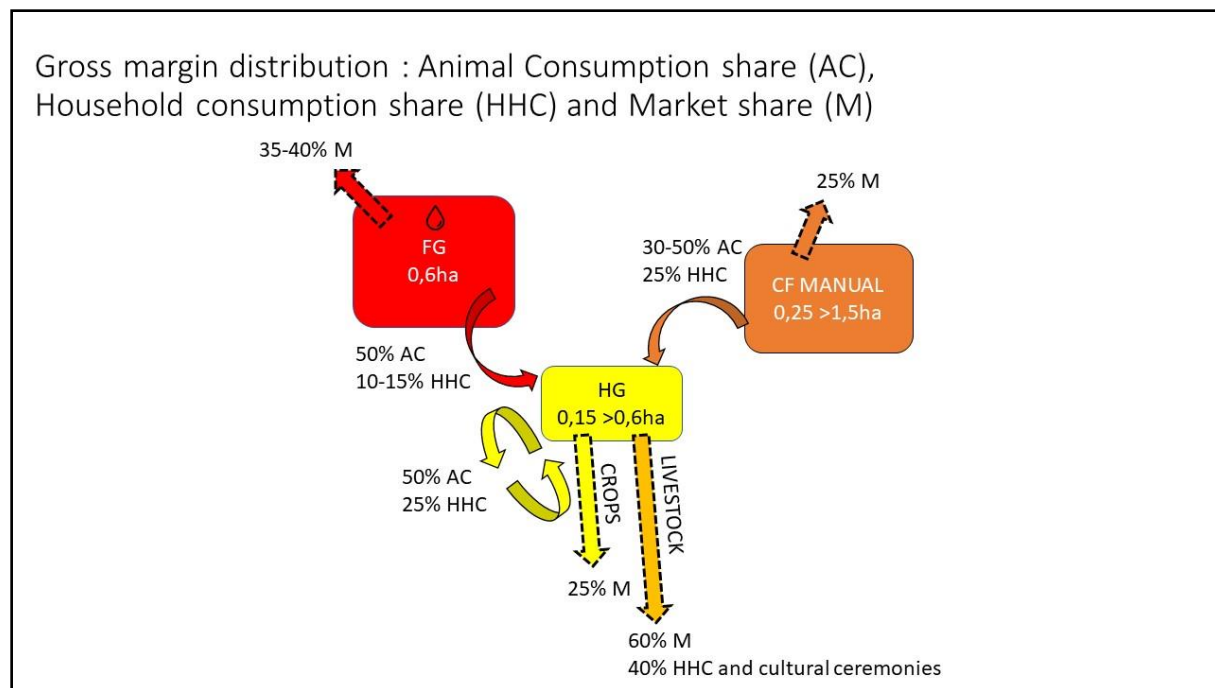 Gross margin distribution : Animal Consumption share (AC),
Household consumption share (HHC) and Market share (M)
35-40% M
25% M
FG
0,6ha
30-50% AC
25% HHC
CF MANUAL
0,25 >1,5ha
50% AC
10-15% HHC
HG
0,15 >0,6ha
50% AC
25% HHC
CROPS
LIVESTOCK
25% M
60% M
40% HHC and cultural ceremonies